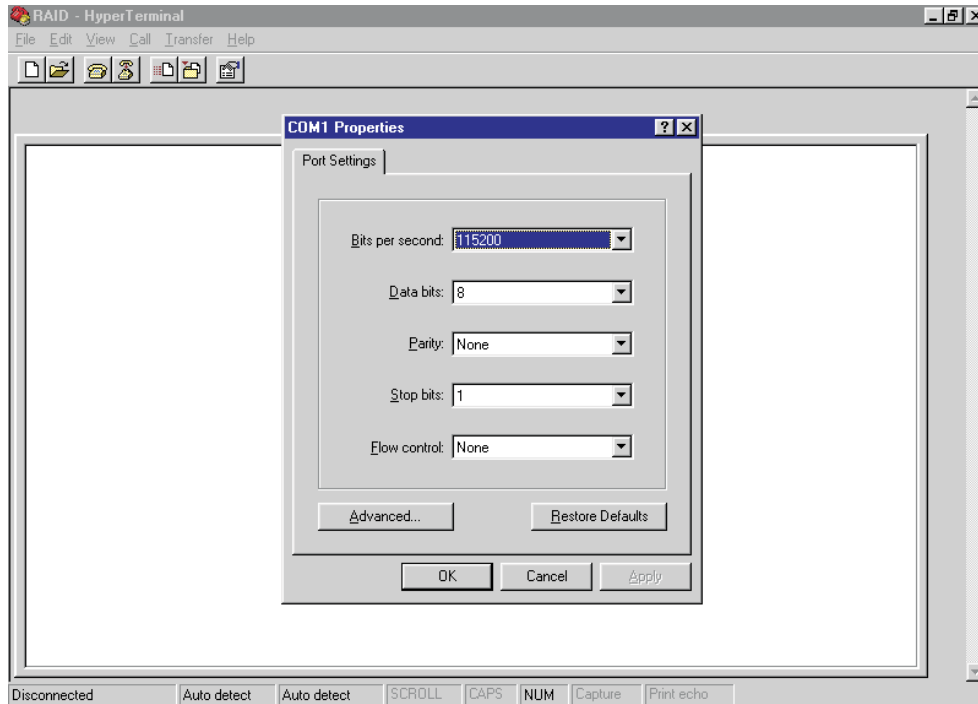 RAID - HyperTerminal
File Edit View Call Transfer Help
COM1 Properties
Port Settings
Bits per second: 115200
Data bits: 8
Parity: None
Stop bits: 1
Flow control: None
Advanced... Restore Defaults
OK Cancel Apply
Disconnected Auto detect Auto detect SCROLL CAPS NUM Capture Print echo